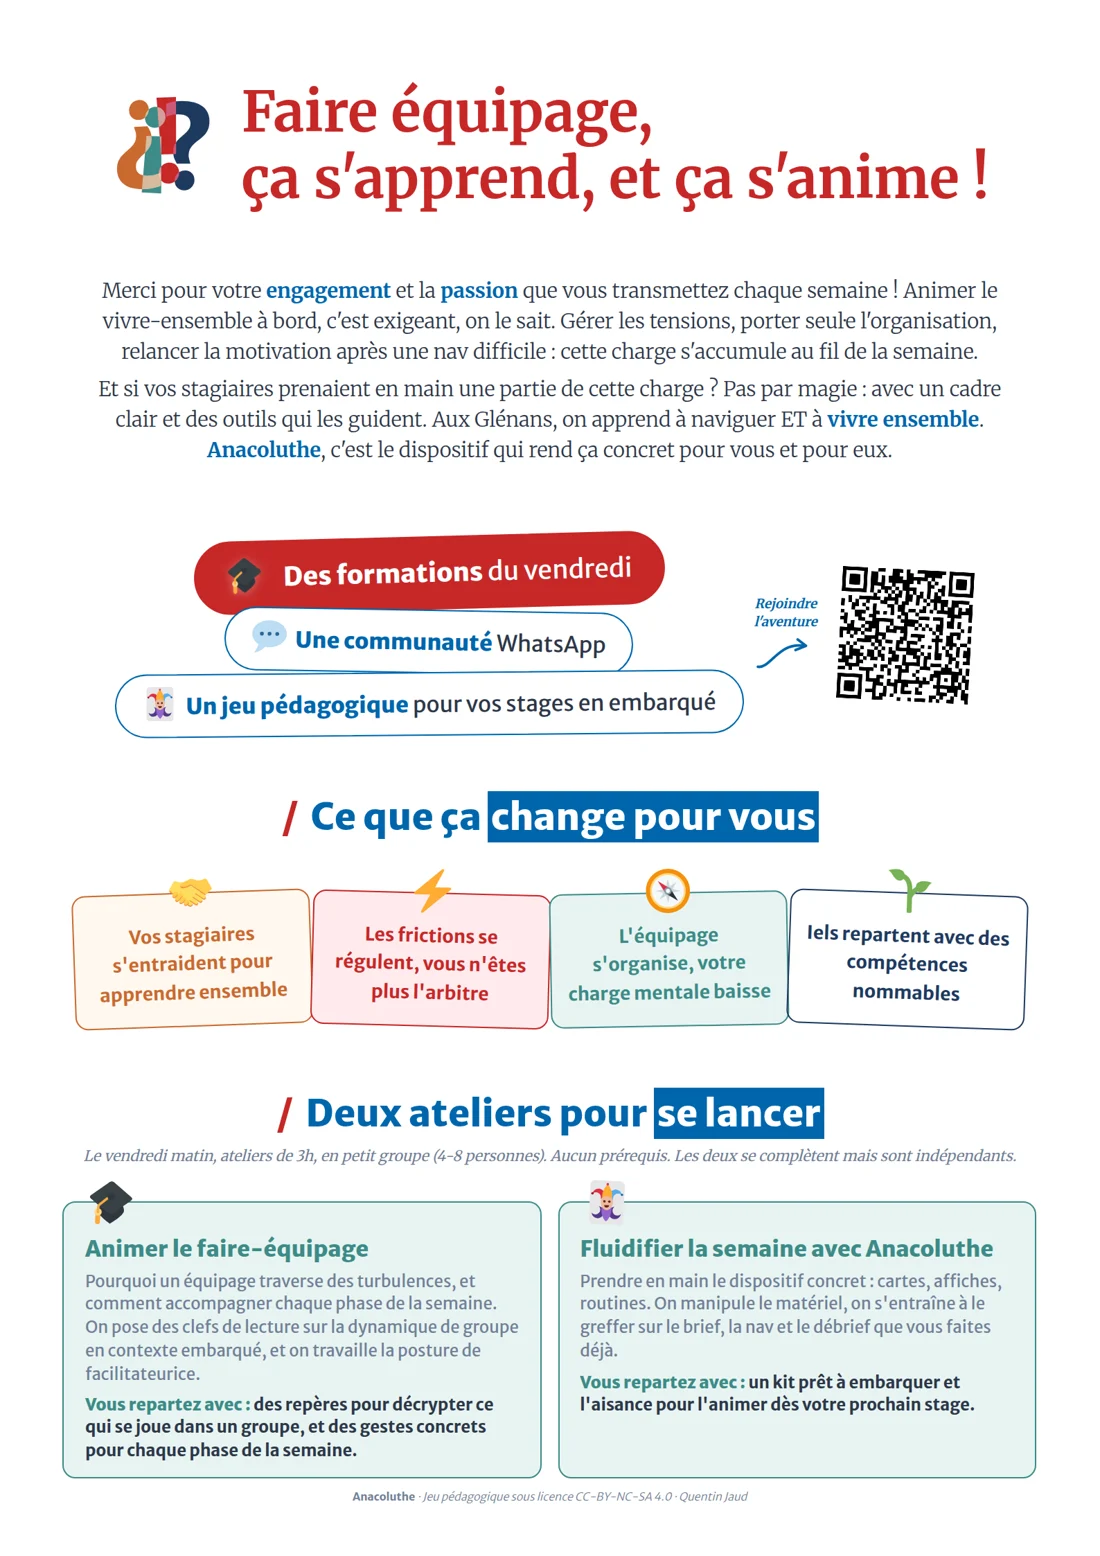 Faire équipage,
ça s'apprend, et ça s'anime !
Merci pour votre engagement et la passion que vous transmettez chaque semaine ! Animer le
vivre-ensemble à bord, c'est exigeant, on le sait. Gérer les tensions, porter seul·e l'organisation,
relancer la motivation après une nav difficile : cette charge s'accumule au fil de la semaine.
Et si vos stagiaires prenaient en main une partie de cette charge ? Pas par magie : avec un cadre
clair et des outils qui les guident. Aux Glénans, on apprend à naviguer ET à vivre ensemble.
Anacoluthe, c'est le dispositif qui rend ça concret pour vous et pour eux.
Des formations du vendredi
Une communauté WhatsApp
Un jeu pédagogique pour vos stages en embarqué
Rejoindre
l'aventure
/ Ce que ça change pour vous
Vos stagiaires
s'entraident pour
apprendre ensemble
Les frictions se
régulent, vous n'êtes
plus l'arbitre
L'équipage
s'organise, votre
charge mentale baisse
Iels repartent avec des
compétences
nommables
/ Deux ateliers pour se lancer
Le vendredi matin, ateliers de 3h, en petit groupe (4-8 personnes). Aucun prérequis. Les deux se complètent mais sont indépendants.
Animer le faire-équipage
Pourquoi un équipage traverse des turbulences, et
comment accompagner chaque phase de la semaine.
On pose des clefs de lecture sur la dynamique de groupe
en contexte embarqué, et on travaille la posture de
facilitateurice.
Vous repartez avec : des repères pour décrypter ce
qui se joue dans un groupe, et des gestes concrets
pour chaque phase de la semaine.
Fluidifier la semaine avec Anacoluthe
Prendre en main le dispositif concret : cartes, affiches,
routines. On manipule le matériel, on s'entraîne à le
greffer sur le brief, la nav et le débrief que vous faites
déjà.
Vous repartez avec : un kit prêt à embarquer et
l'aisance pour l'animer dès votre prochain stage.
Anacoluthe · Jeu pédagogique sous licence CC-BY-NC-SA 4.0 · Quentin Jaud